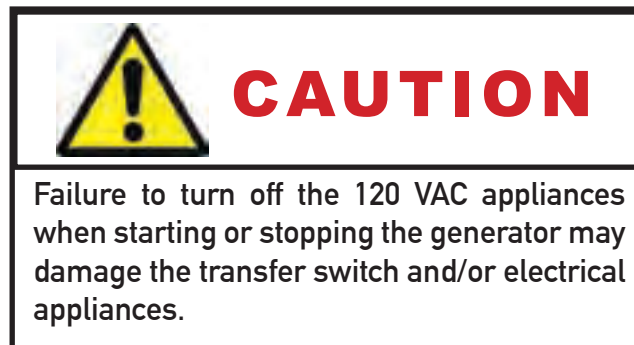 CAUTION
Failure to turn off the 120 VAC appliances
when starting or stopping the generator may
damage the transfer switch and/or electrical
appliances.